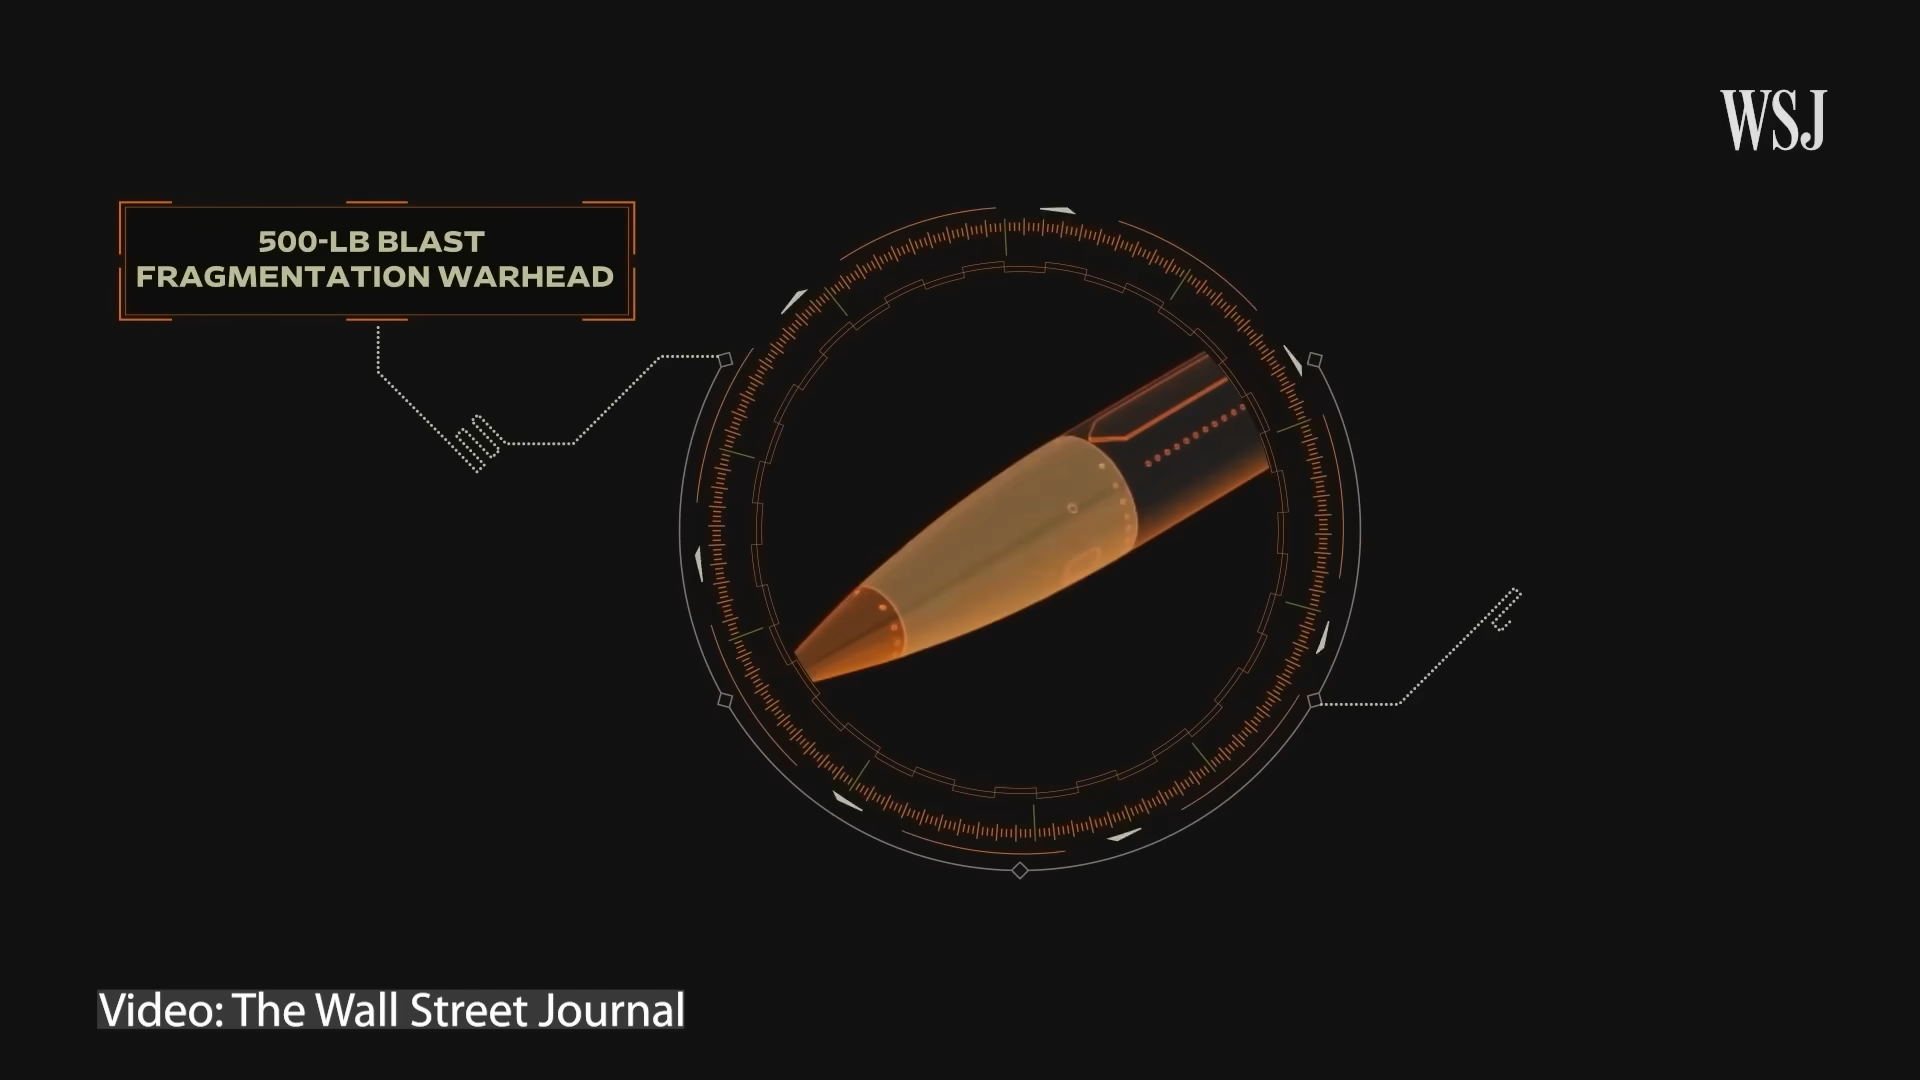 WSJ
500-LB BLAST
FRAGMENTATION WARHEAD
Video: The Wall Street Journal